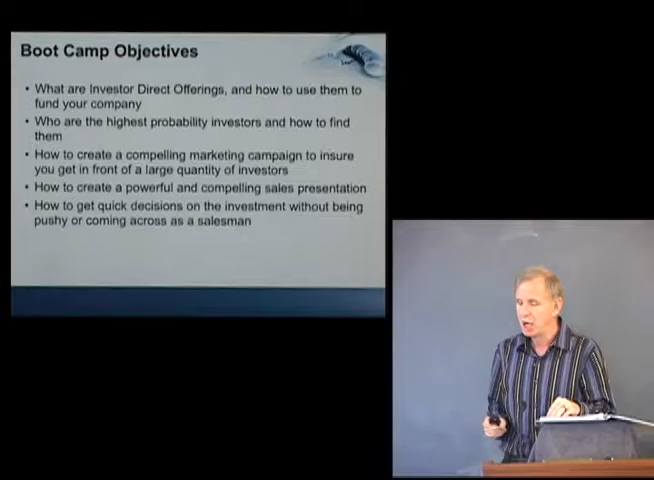 Boot Camp Objectives
• What are Investor Direct Offerings, and how to use them to
fund your company
• Who are the highest probability investors and how to find
them
• How to create a compelling marketing campaign to insure
you get in front of a large quantity of investors
• How to create a powerful and compelling sales presentation
• How to get quick decisions on the investment without being
pushy or coming across as a salesman